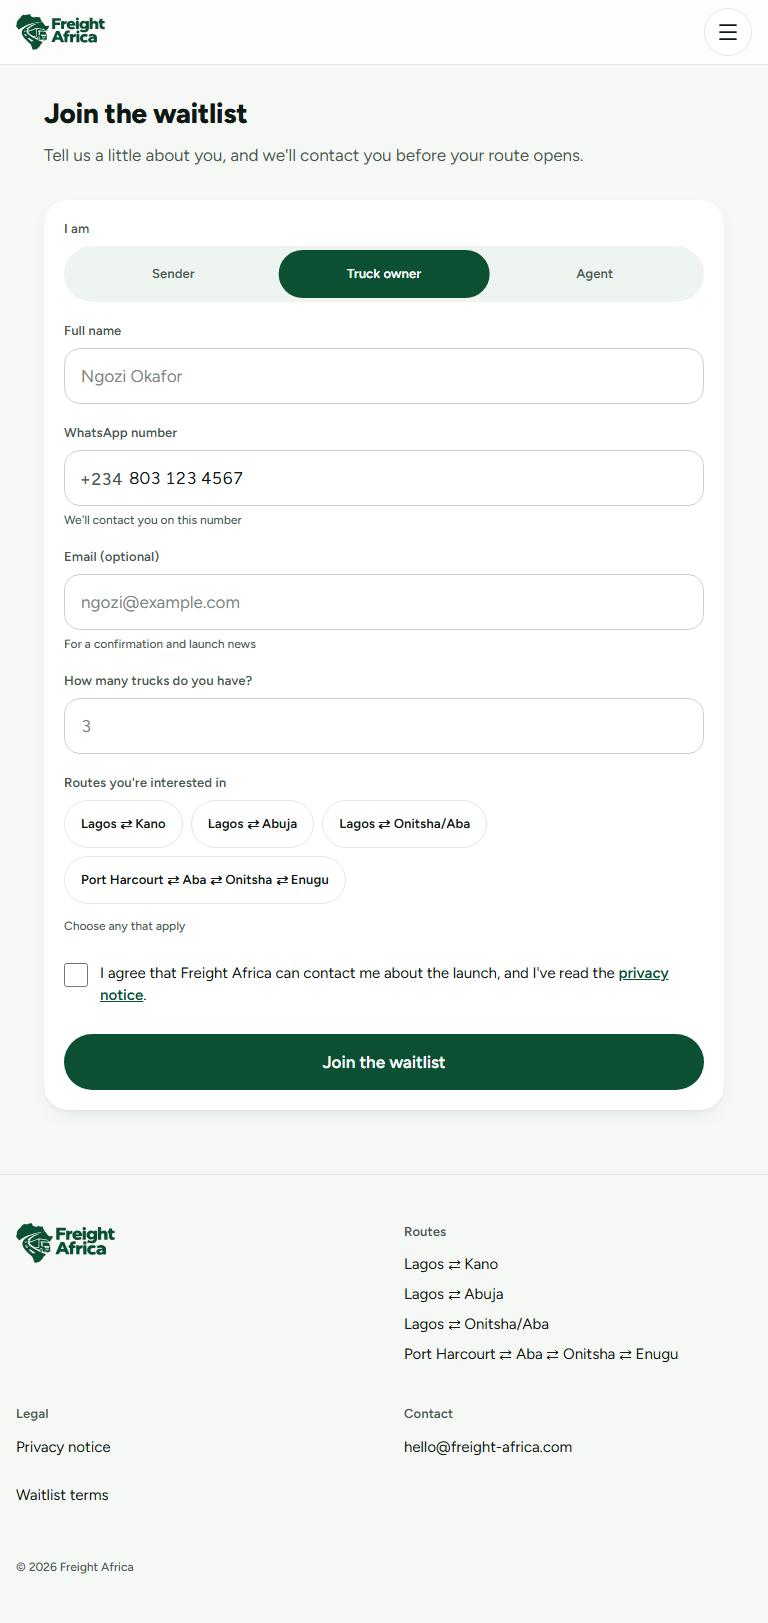 Freight
Africa
Join the waitlist
Tell us a little about you, and we'll contact you before your route opens.
I am
Sender Truck owner Agent
Full name
Ngozi Okafor
WhatsApp number
+234 803 123 4567
We'll contact you on this number
Email (optional)
ngozi@example.com
For a confirmation and launch news
How many trucks do you have?
3
Routes you're interested in
Lagos ⇄ Kano Lagos ⇄ Abuja Lagos ⇄ Onitsha/Aba
Port Harcourt ⇄ Aba ⇄ Onitsha ⇄ Enugu
Choose any that apply
I agree that Freight Africa can contact me about the launch, and I've read the privacy
notice.
Join the waitlist
Freight
Africa
Routes
Lagos ⇄ Kano
Lagos ⇄ Abuja
Lagos ⇄ Onitsha/Aba
Port Harcourt ⇄ Aba ⇄ Onitsha ⇄ Enugu
Legal
Privacy notice
Waitlist terms
Contact
hello@freight-africa.com
© 2026 Freight Africa